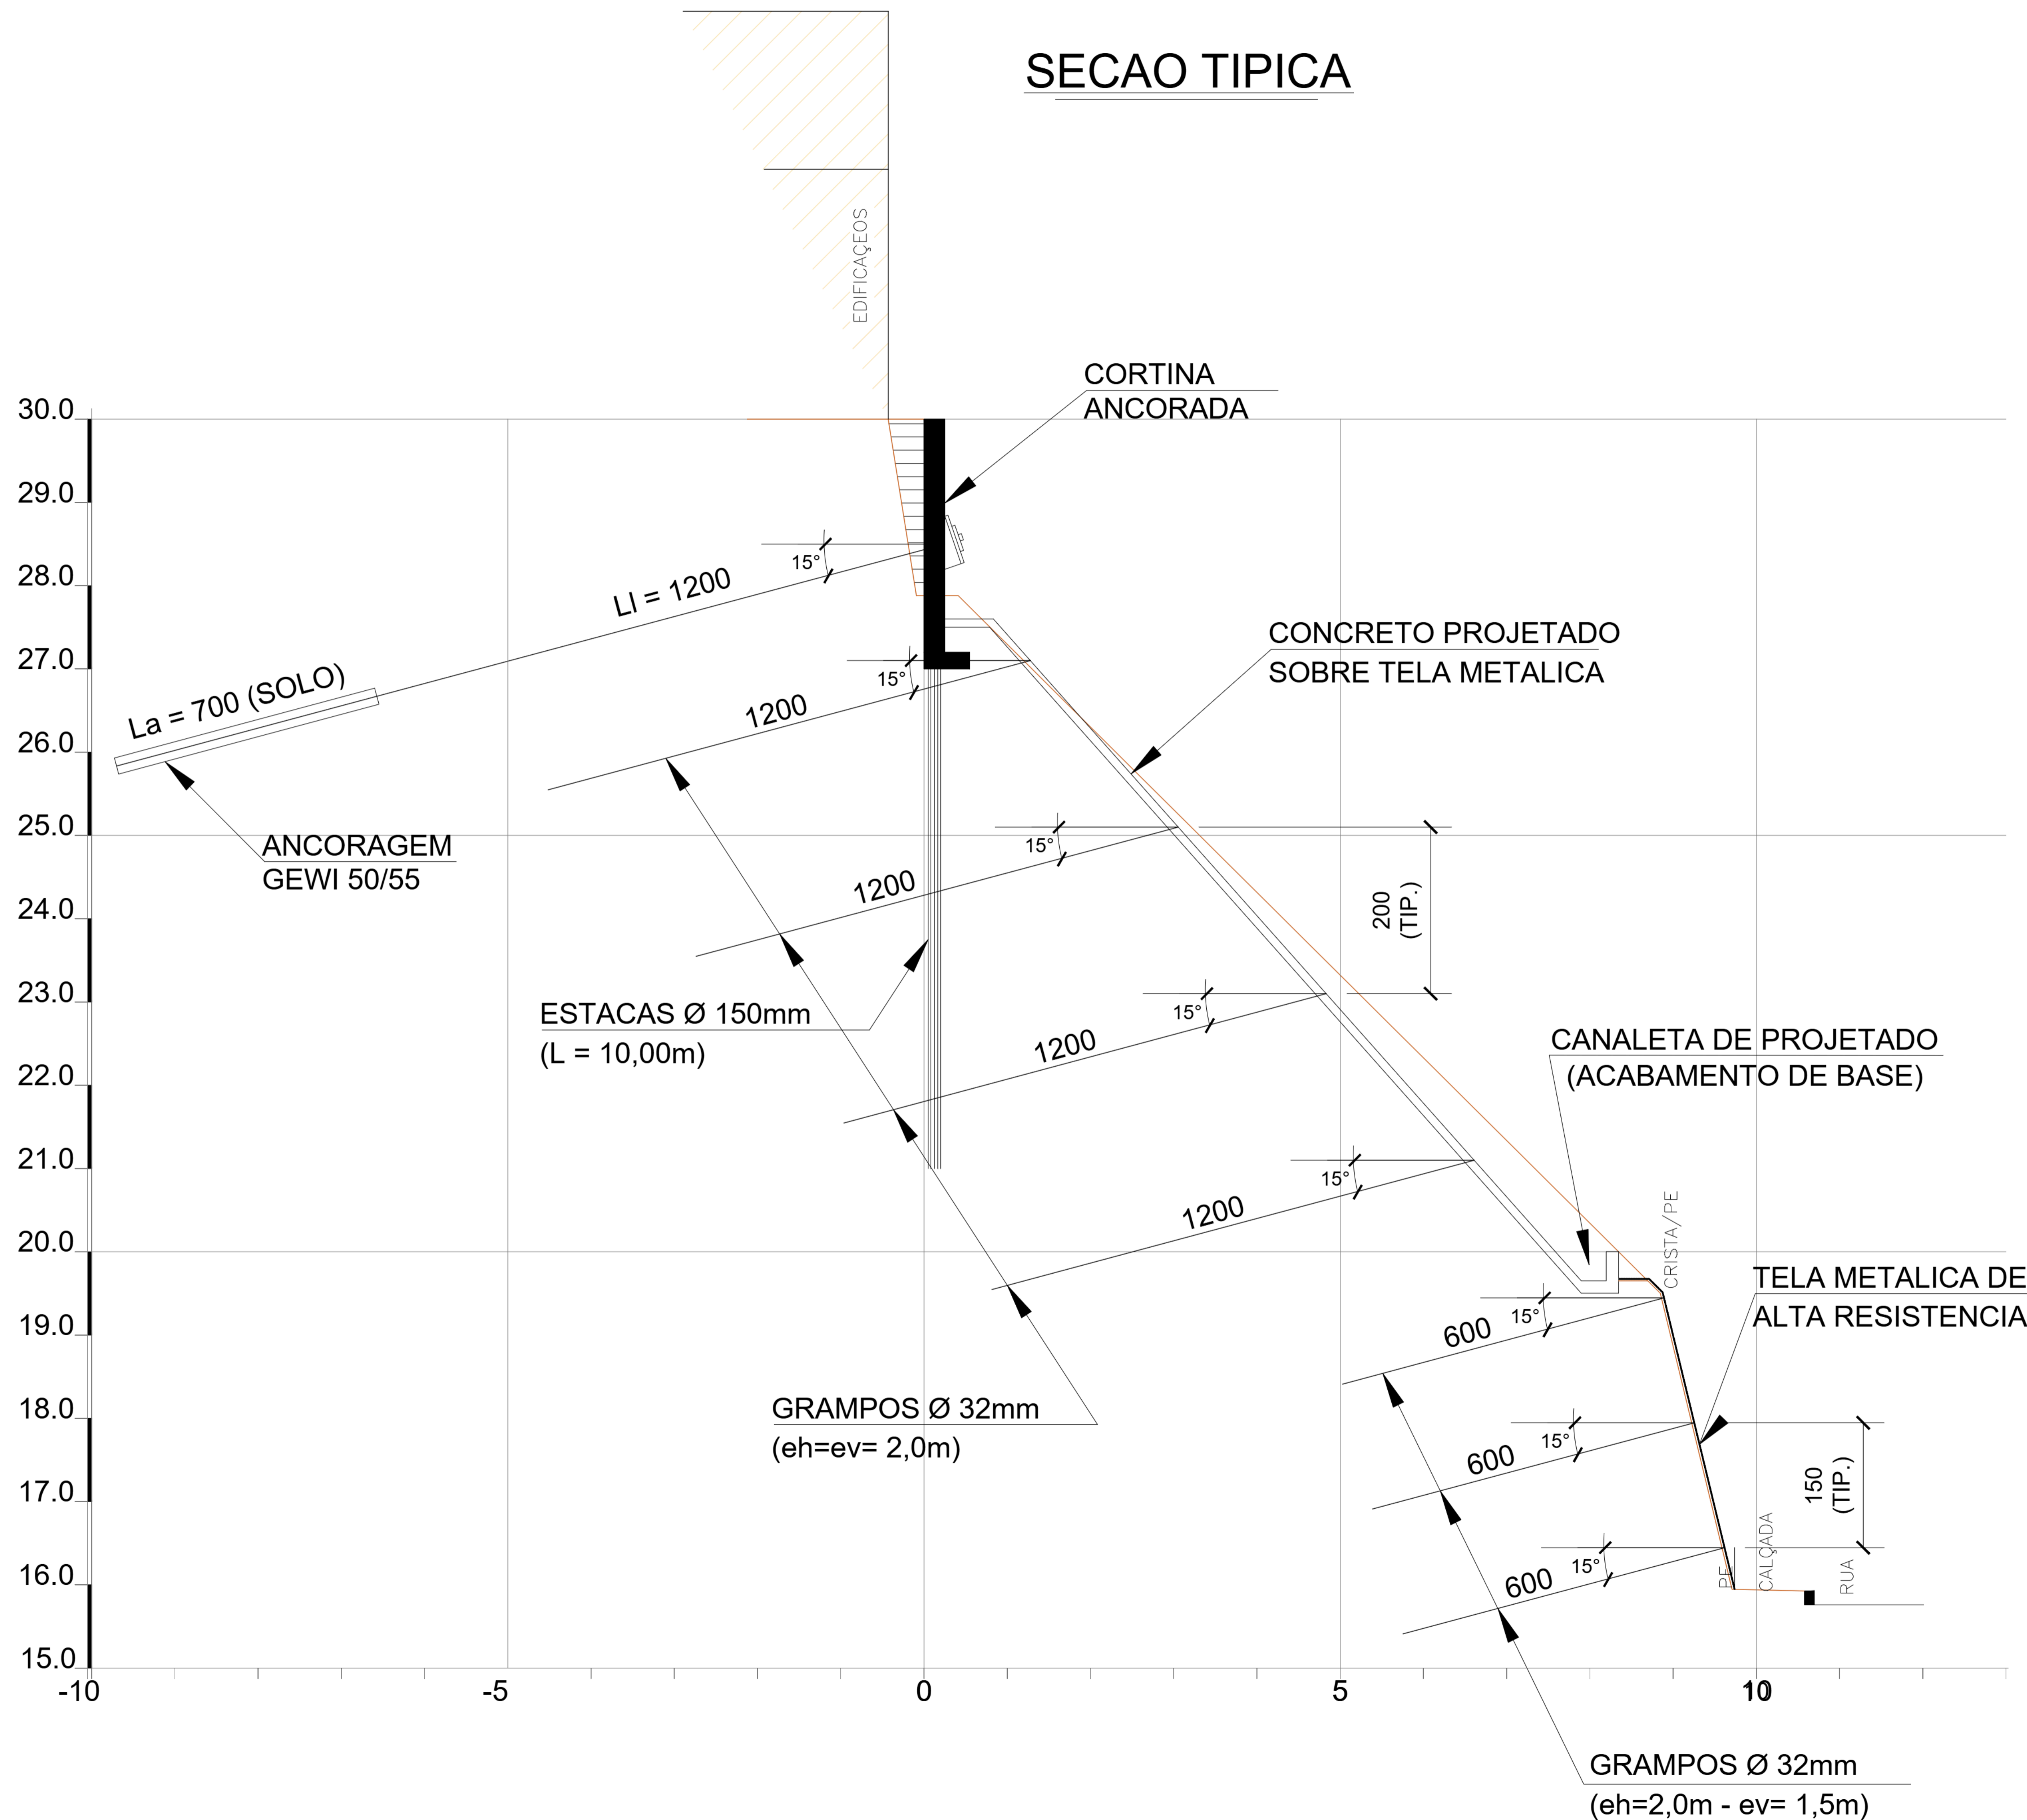 SECAO TIPICA
EDIFICAÇEOS
CORTINA
ANCORADA
30.0
29.0
28.0
27.0
26.0
25.0
24.0
23.0
22.0
21.0
20.0
19.0
18.0
17.0
16.0
15.0
15°
Ll = 1200
La = 700 (SOLO)
ANCORAGEM
GEWI 50/55
CONCRETO PROJETADO
SOBRE TELA METALICA
15°
1200
15°
1200
200
(TIP.)
15°
1200
ESTACAS Ø 150mm
(L = 10,00m)
CANALETA DE PROJETADO
(ACABAMENTO DE BASE)
15°
1200
CRISTA/PE
TELA METALICA DE
ALTA RESISTENCIA
15°
600
GRAMPOS Ø 32mm
(eh=ev= 2,0m)
15°
600
150
(TIP.)
15°
600
PE
CALÇADA
RUA
-10
-5
0
5
10
10
GRAMPOS Ø 32mm
(eh=2,0m - ev= 1,5m)